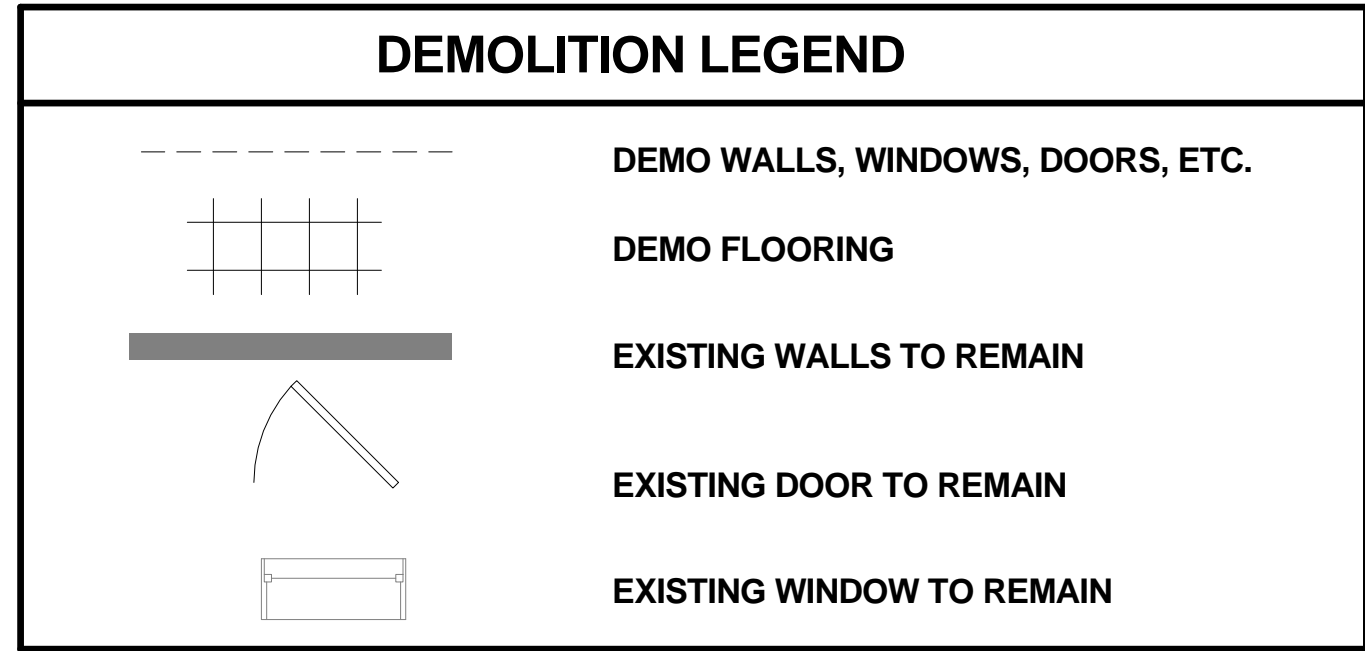 DEMOLITION LEGEND
DEMO WALLS, WINDOWS, DOORS, ETC.
DEMO FLOORING
EXISTING WALLS TO REMAIN
EXISTING DOOR TO REMAIN
EXISTING WINDOW TO REMAIN